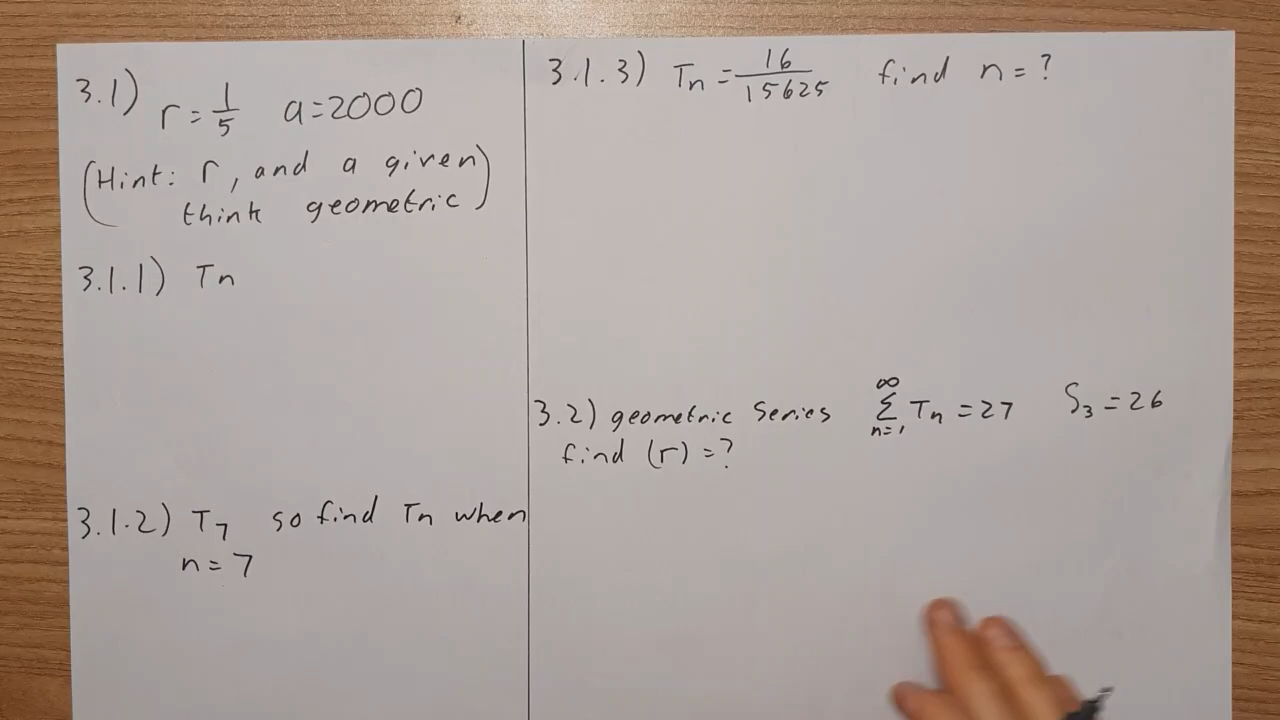 3.1) r = 1/5 a = 2000
(Hint: r, and a given
think geometric)
3.1.1) Tn
3.1.2) T₇ so find Tn when
n = 7
3.1.3) Tn = 16/15625 find n = ?
3.2) geometric series ∞ Σ n=1 Tn = 27 S₃ = 26
find (r) = ?